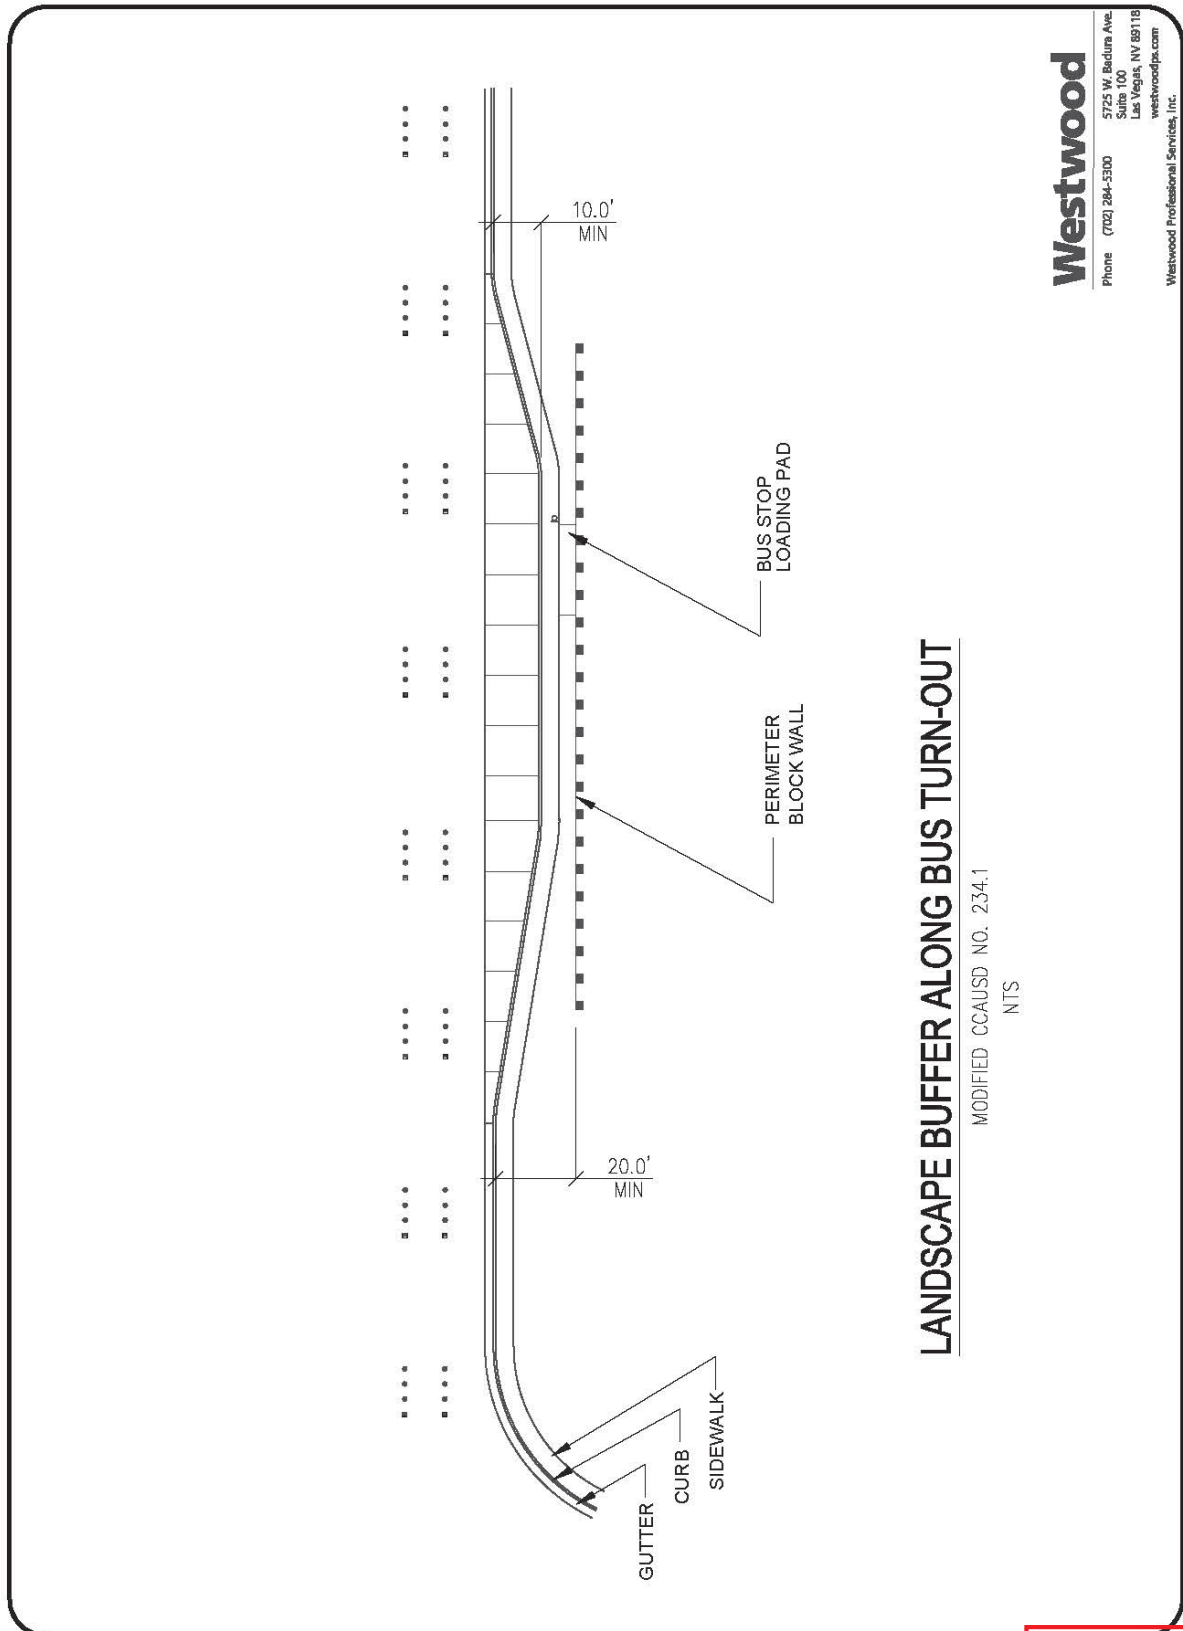 10.0'
MIN
BUS STOP
LOADING PAD
PERIMETER
BLOCK WALL
20.0'
MIN
GUTTER
CURB
SIDEWALK
LANDSCAPE BUFFER ALONG BUS TURN-OUT
MODIFIED CCAUSD NO. 234.1
NTS
Westwood
Phone (702) 284-5300
5725 W. Badura Ave.
Suite 100
Las Vegas, NV 89118
westwoodps.com
Westwood Professional Services, Inc.